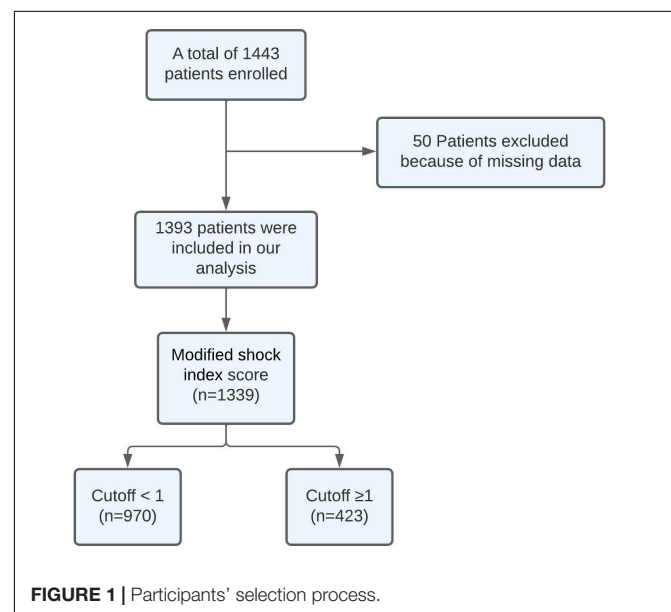 A total of 1443
patients enrolled
50 Patients excluded
because of missing data
1393 patients were
included in our
analysis
Modified shock
index score
(n=1339)
Cutoff < 1
(n=970)
Cutoff ≥1
(n=423)
FIGURE 1 | Participants' selection process.